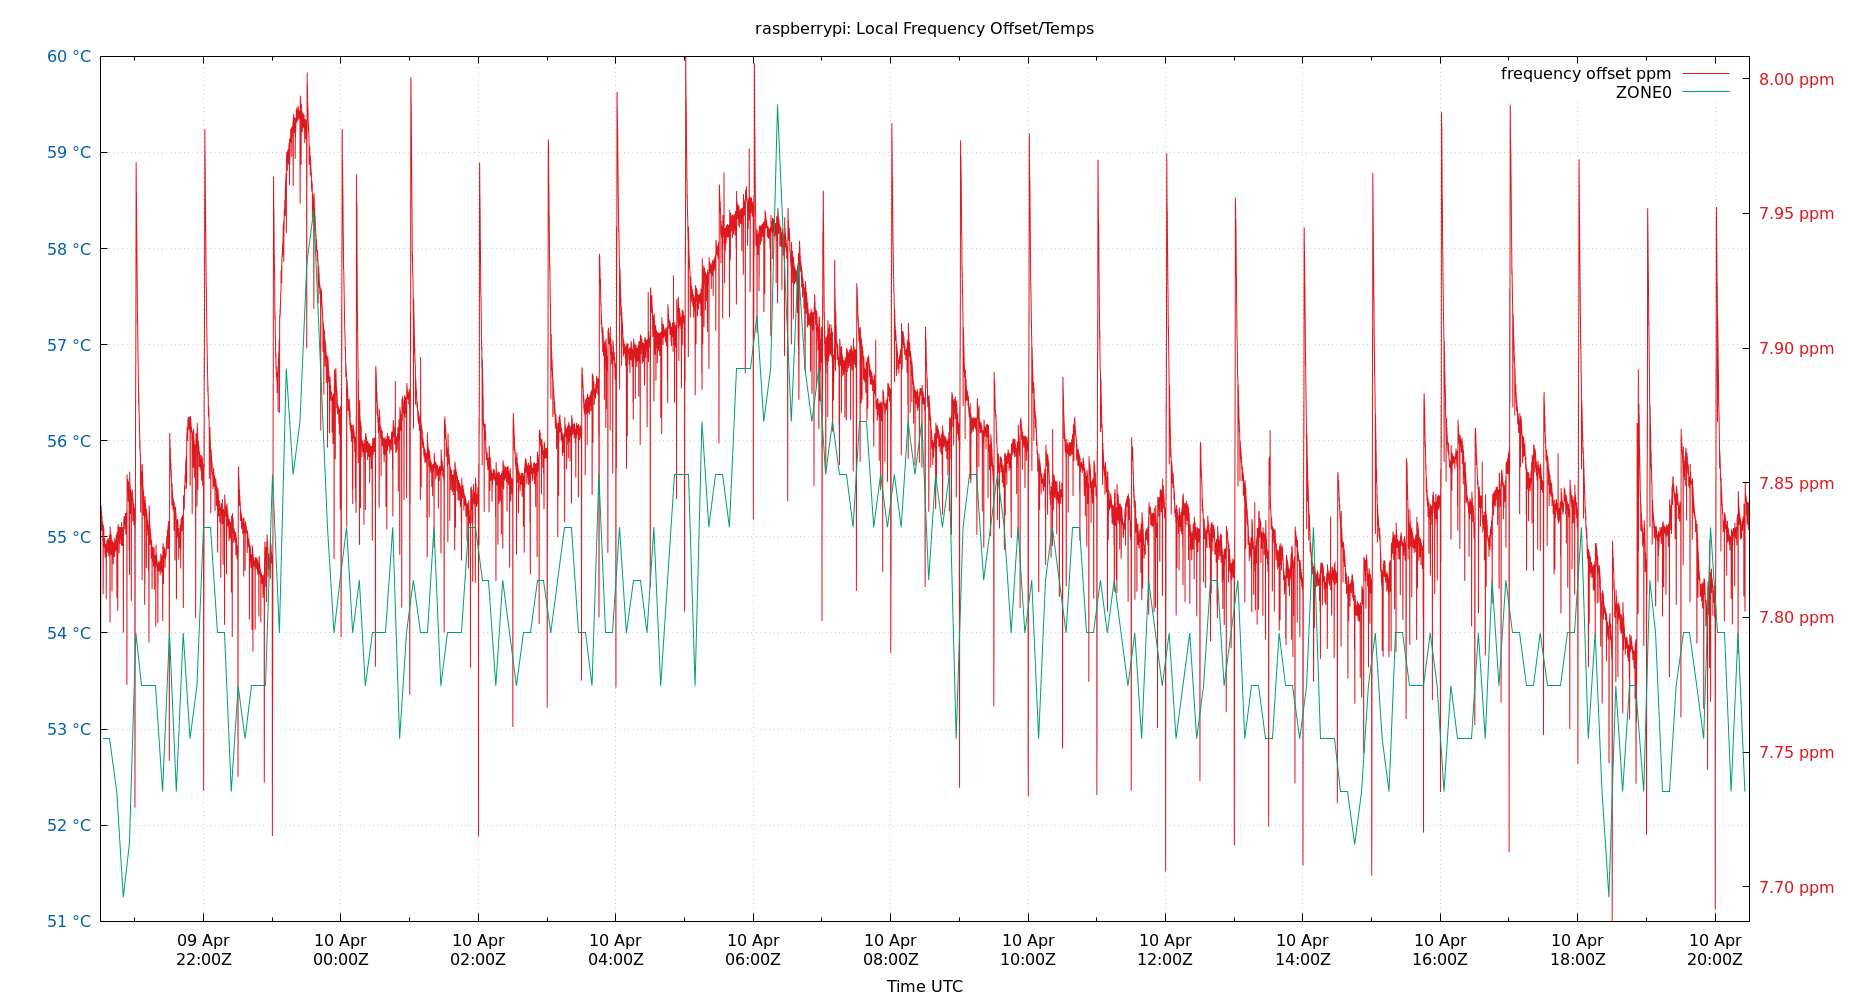 raspberrypi: Local Frequency Offset/Temps
frequency offset ppm
ZONE0
60 °C
59 °C
58 °C
57 °C
56 °C
55 °C
54 °C
53 °C
52 °C
51 °C
8.00 ppm
7.95 ppm
7.90 ppm
7.85 ppm
7.80 ppm
7.75 ppm
7.70 ppm
09 Apr 10 Apr 10 Apr 10 Apr 10 Apr 10 Apr 10 Apr 10 Apr 10 Apr 10 Apr 10 Apr 10 Apr
22:00Z 00:00Z 02:00Z 04:00Z 06:00Z 08:00Z 10:00Z 12:00Z 14:00Z 16:00Z 18:00Z 20:00Z
Time UTC